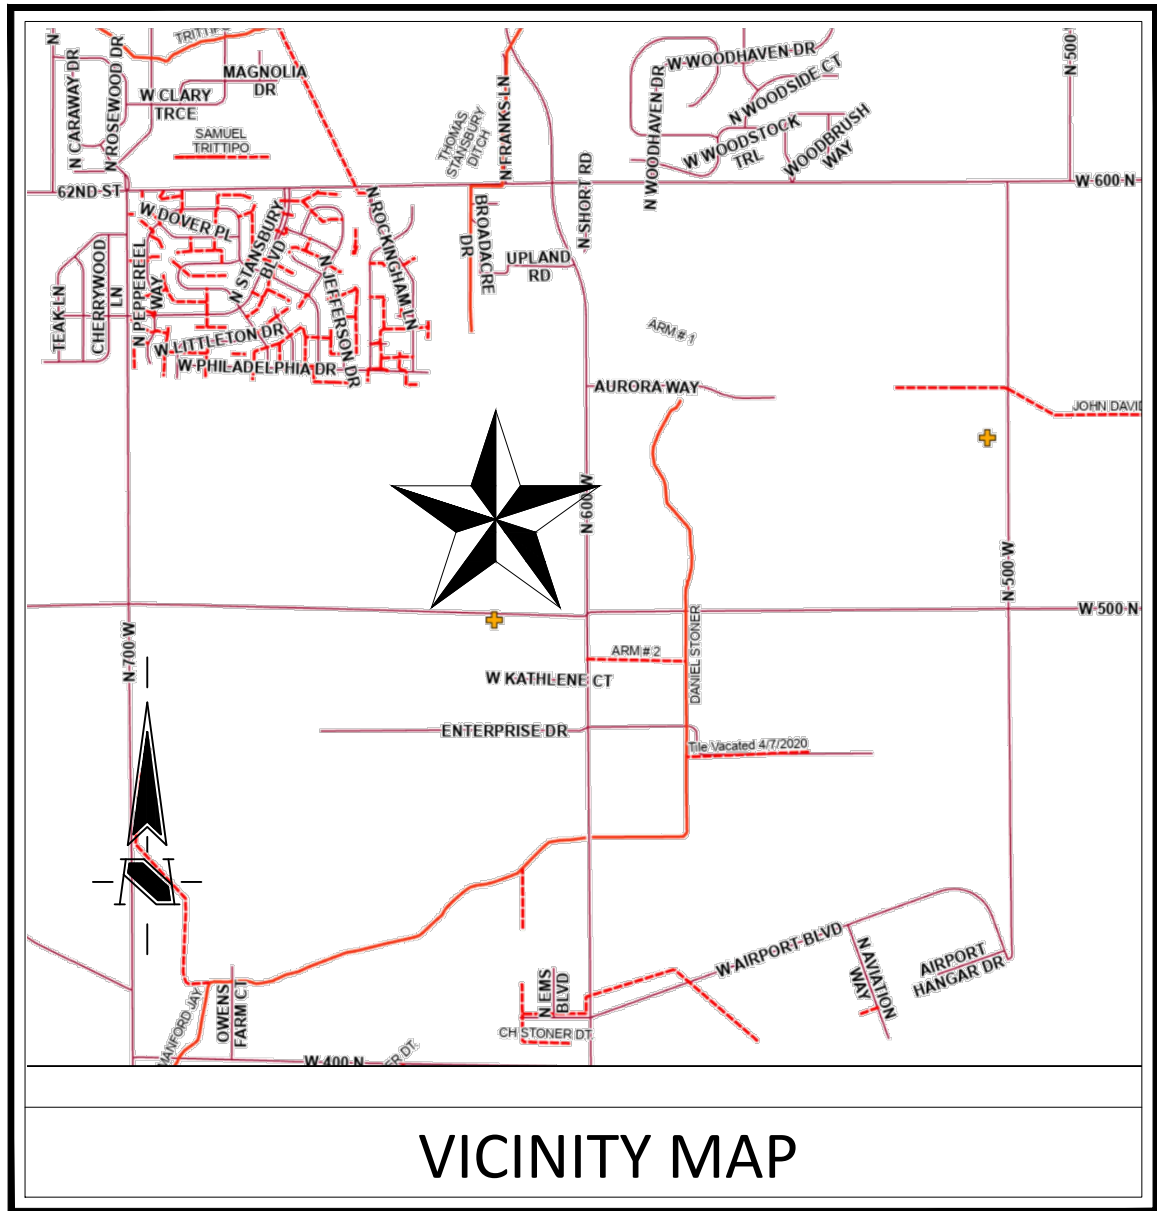 TRITTIPO
N
N CARAWAY DR
N ROSEWOOD DR
MAGNOLIA
DR
W CLARY
TRCE
SAMUEL
TRITTIPO
THOMAS
STANSBURY
DITCH
N FRANKS LN
N SHORT RD
N WOODHAVEN DR
W WOODHAVEN DR
N WOODSIDE CT
W WOODSTOCK
TRL
WOODBRUSH
WAY
N 500
62ND ST
W 600 N
W DOVER PL
N STANSBURY
BLVD
N ROCKINGHAM LN
BROADACRE
DR
UPLAND
RD
TEAK LN
CHERRYWOOD
LN
N PEPPEREEL
WAY
N JEFFERSON DR
W LITTLETON DR
W PHILADELPHIA DR
ARM # 1
AURORA WAY
JOHN DAVID
N 600 W
N 500 W
W 500 N
N 700 W
ARM # 2
DANIEL STONER
W KATHLENE CT
ENTERPRISE DR
Tile Vacated 4/7/2020
N
W AIRPORT BLVD
N AVIATION
WAY
AIRPORT
HANGAR DR
N EMS
BLVD
CH STONER DT
MANFORD JAY
OWENS
FARM CT
W 400 N
ER DT
VICINITY MAP